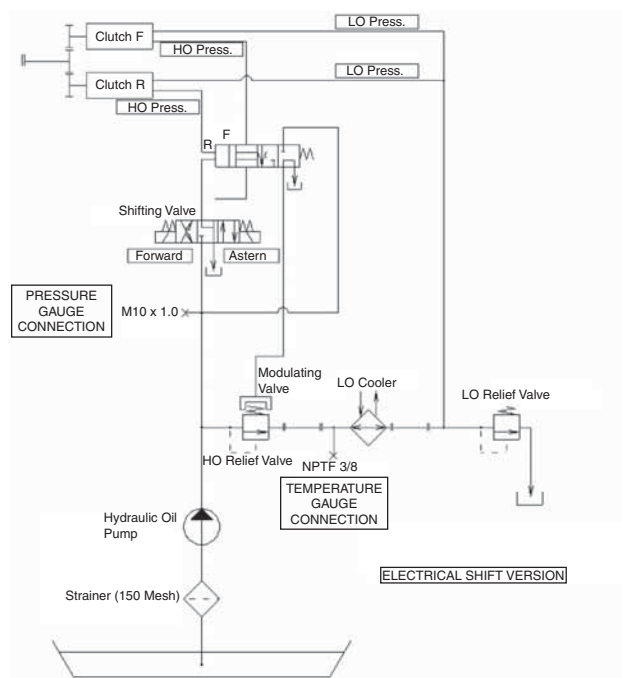 LO Press.
Clutch F
HO Press.
LO Press.
Clutch R
HO Press.
F
R
Shifting Valve
Forward
Astern
PRESSURE
GAUGE
CONNECTION
M10 x 1.0
Modulating
Valve
LO Cooler
LO Relief Valve
HO Relief Valve
NPTF 3/8
TEMPERATURE
GAUGE
CONNECTION
Hydraulic Oil
Pump
ELECTRICAL SHIFT VERSION
Strainer (150 Mesh)